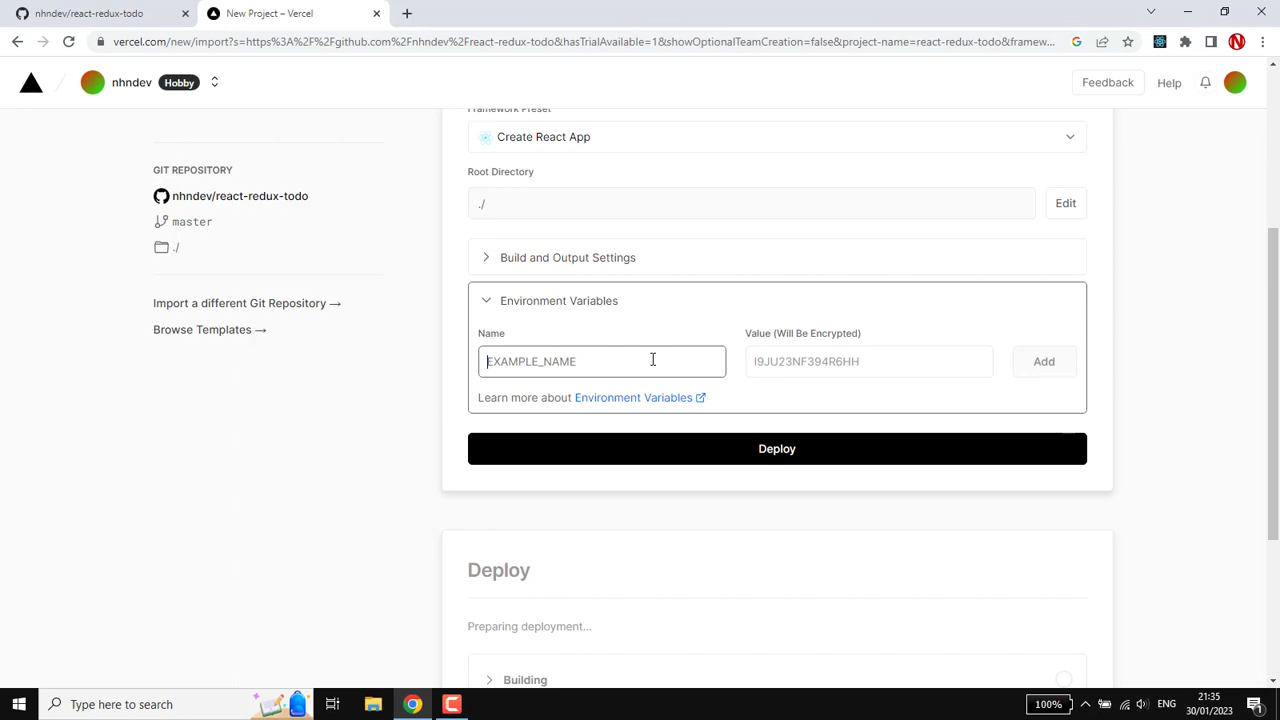 nhndev/react-redux-todo
New Project – Vercel
vercel.com/new/import?s=https%3A%2F%2Fgithub.com%2Fnhndev%2Freact-redux-todo&hasTrialAvailable=1&showOptionalTeamCreation=false&project-name=react-redux-todo&framew...
nhndev Hobby
Feedback
Help
Framework Preset
Create React App
Root Directory
./
Edit
GIT REPOSITORY
nhndev/react-redux-todo
master
./
Import a different Git Repository →
Browse Templates →
Build and Output Settings
Environment Variables
Name
Value (Will Be Encrypted)
EXAMPLE_NAME
I9JU23NF394R6HH
Add
Learn more about Environment Variables
Deploy
Deploy
Preparing deployment...
Building
Type here to search
100%
ENG
21:35
30/01/2023
1